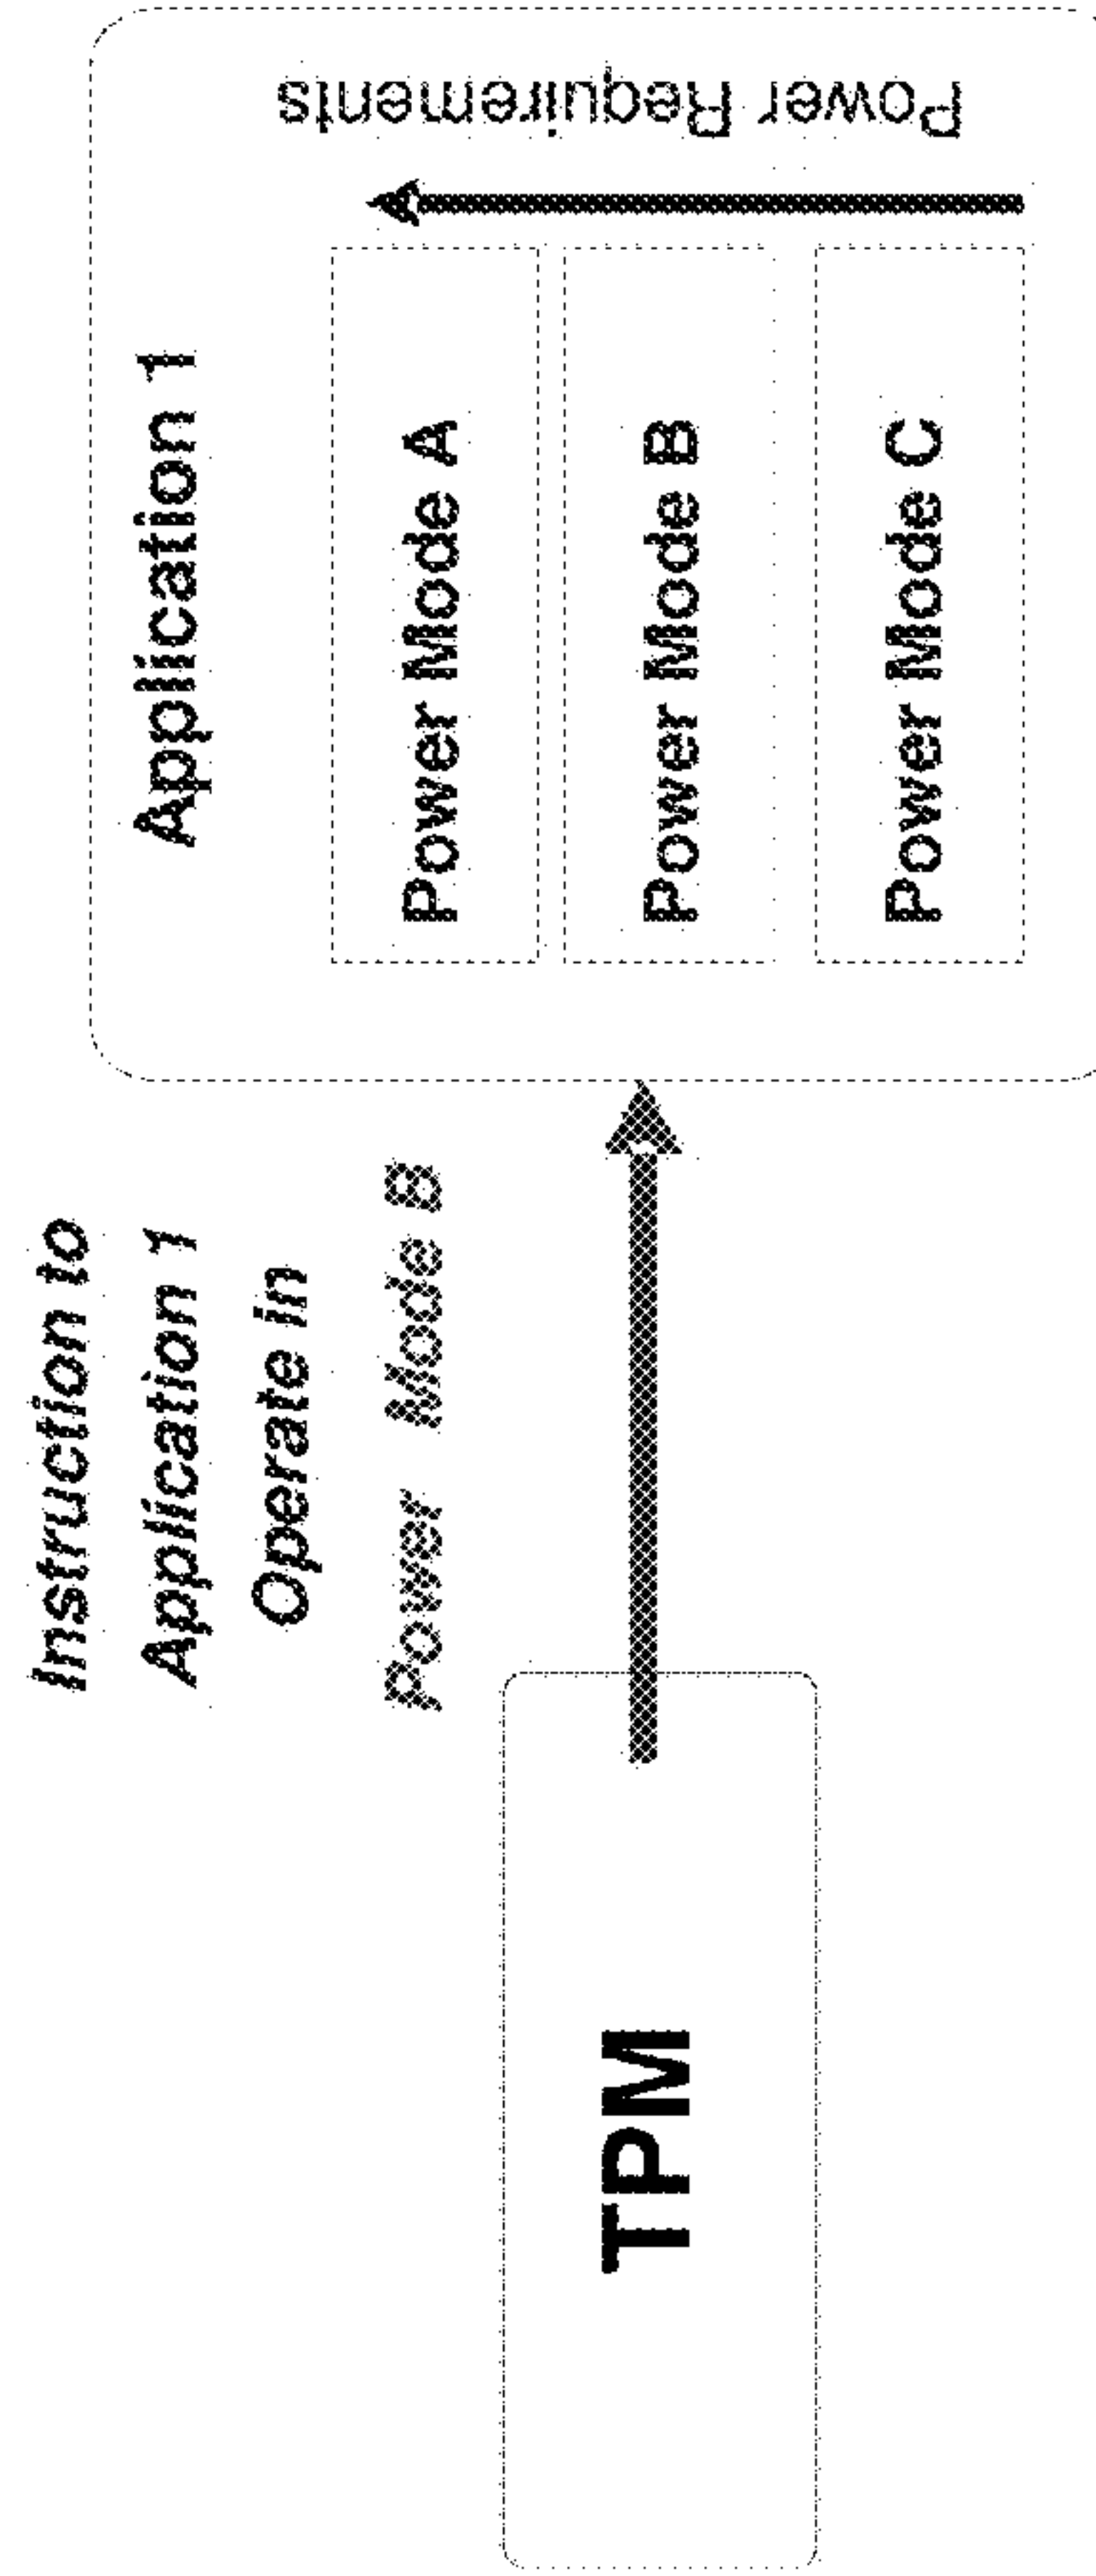 Instruction to
Application 1
Operate in
Power Mode B
TPM
Application 1
Power Mode A
Power Mode B
Power Mode C
Power Requirements